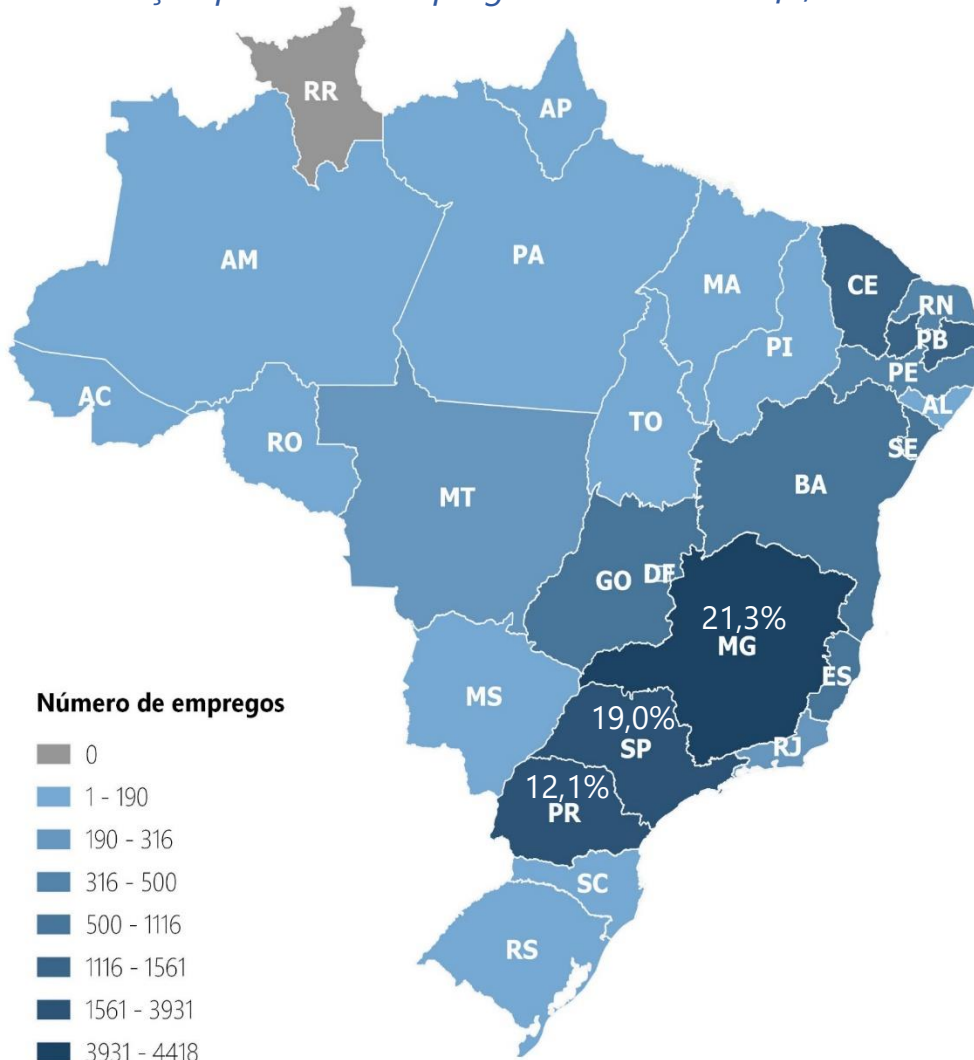 RR
AP
AM
PA
MA
CE
RN
PB
PI
PE
AC
AL
TO
RO
SE
BA
MT
GO
DF
21,3%
MG
ES
MS
19,0%
SP
RJ
12,1%
PR
SC
RS
Número de empregos
0
1 - 190
190 - 316
316 - 500
500 - 1116
1116 - 1561
1561 - 3931
3931 - 4418